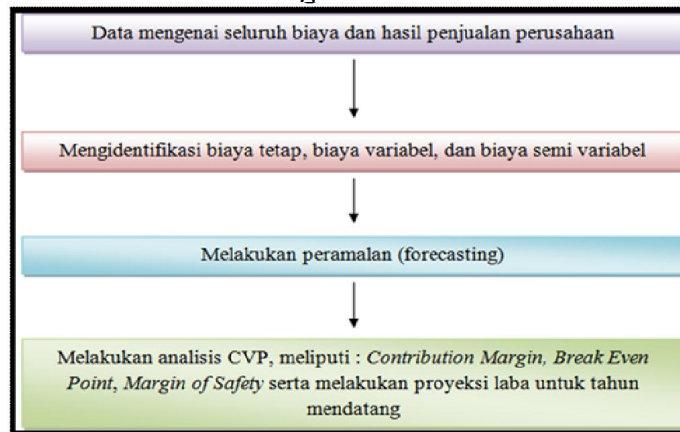 Data mengenai seluruh biaya dan hasil penjualan perusahaan
Mengidentifikasi biaya tetap, biaya variabel, dan biaya semi variabel
Melakukan peramalan (forecasting)
Melakukan analisis CVP, meliputi : Contribution Margin, Break Even
Point, Margin of Safety serta melakukan proyeksi laba untuk tahun
mendatang